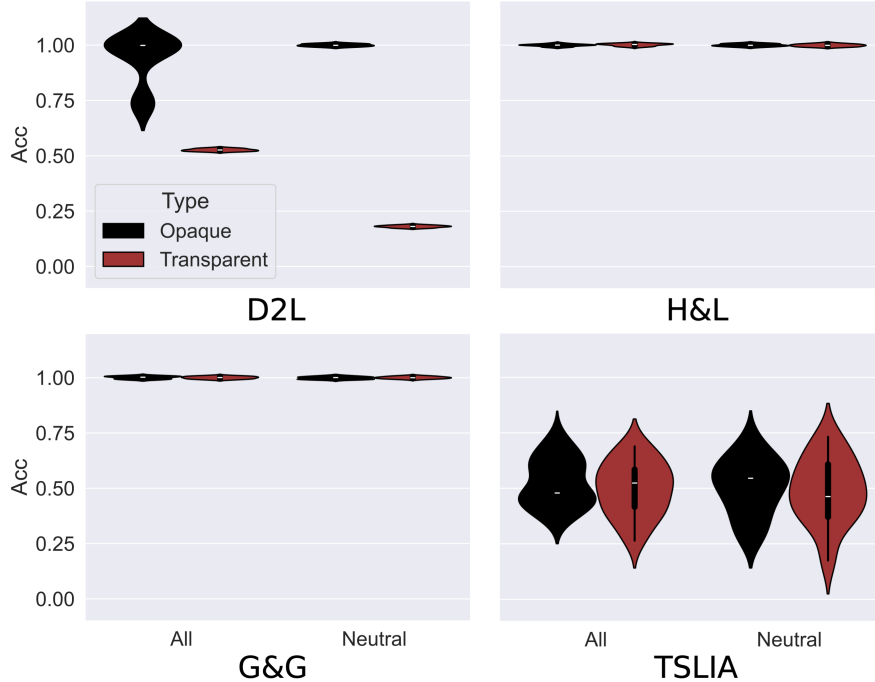 1.00
0.75
0.50
0.25
0.00
Acc
Type
Opaque
Transparent
D2L
H&L
1.00
0.75
0.50
0.25
0.00
Acc
All
Neutral
G&G
All
Neutral
TSLIA